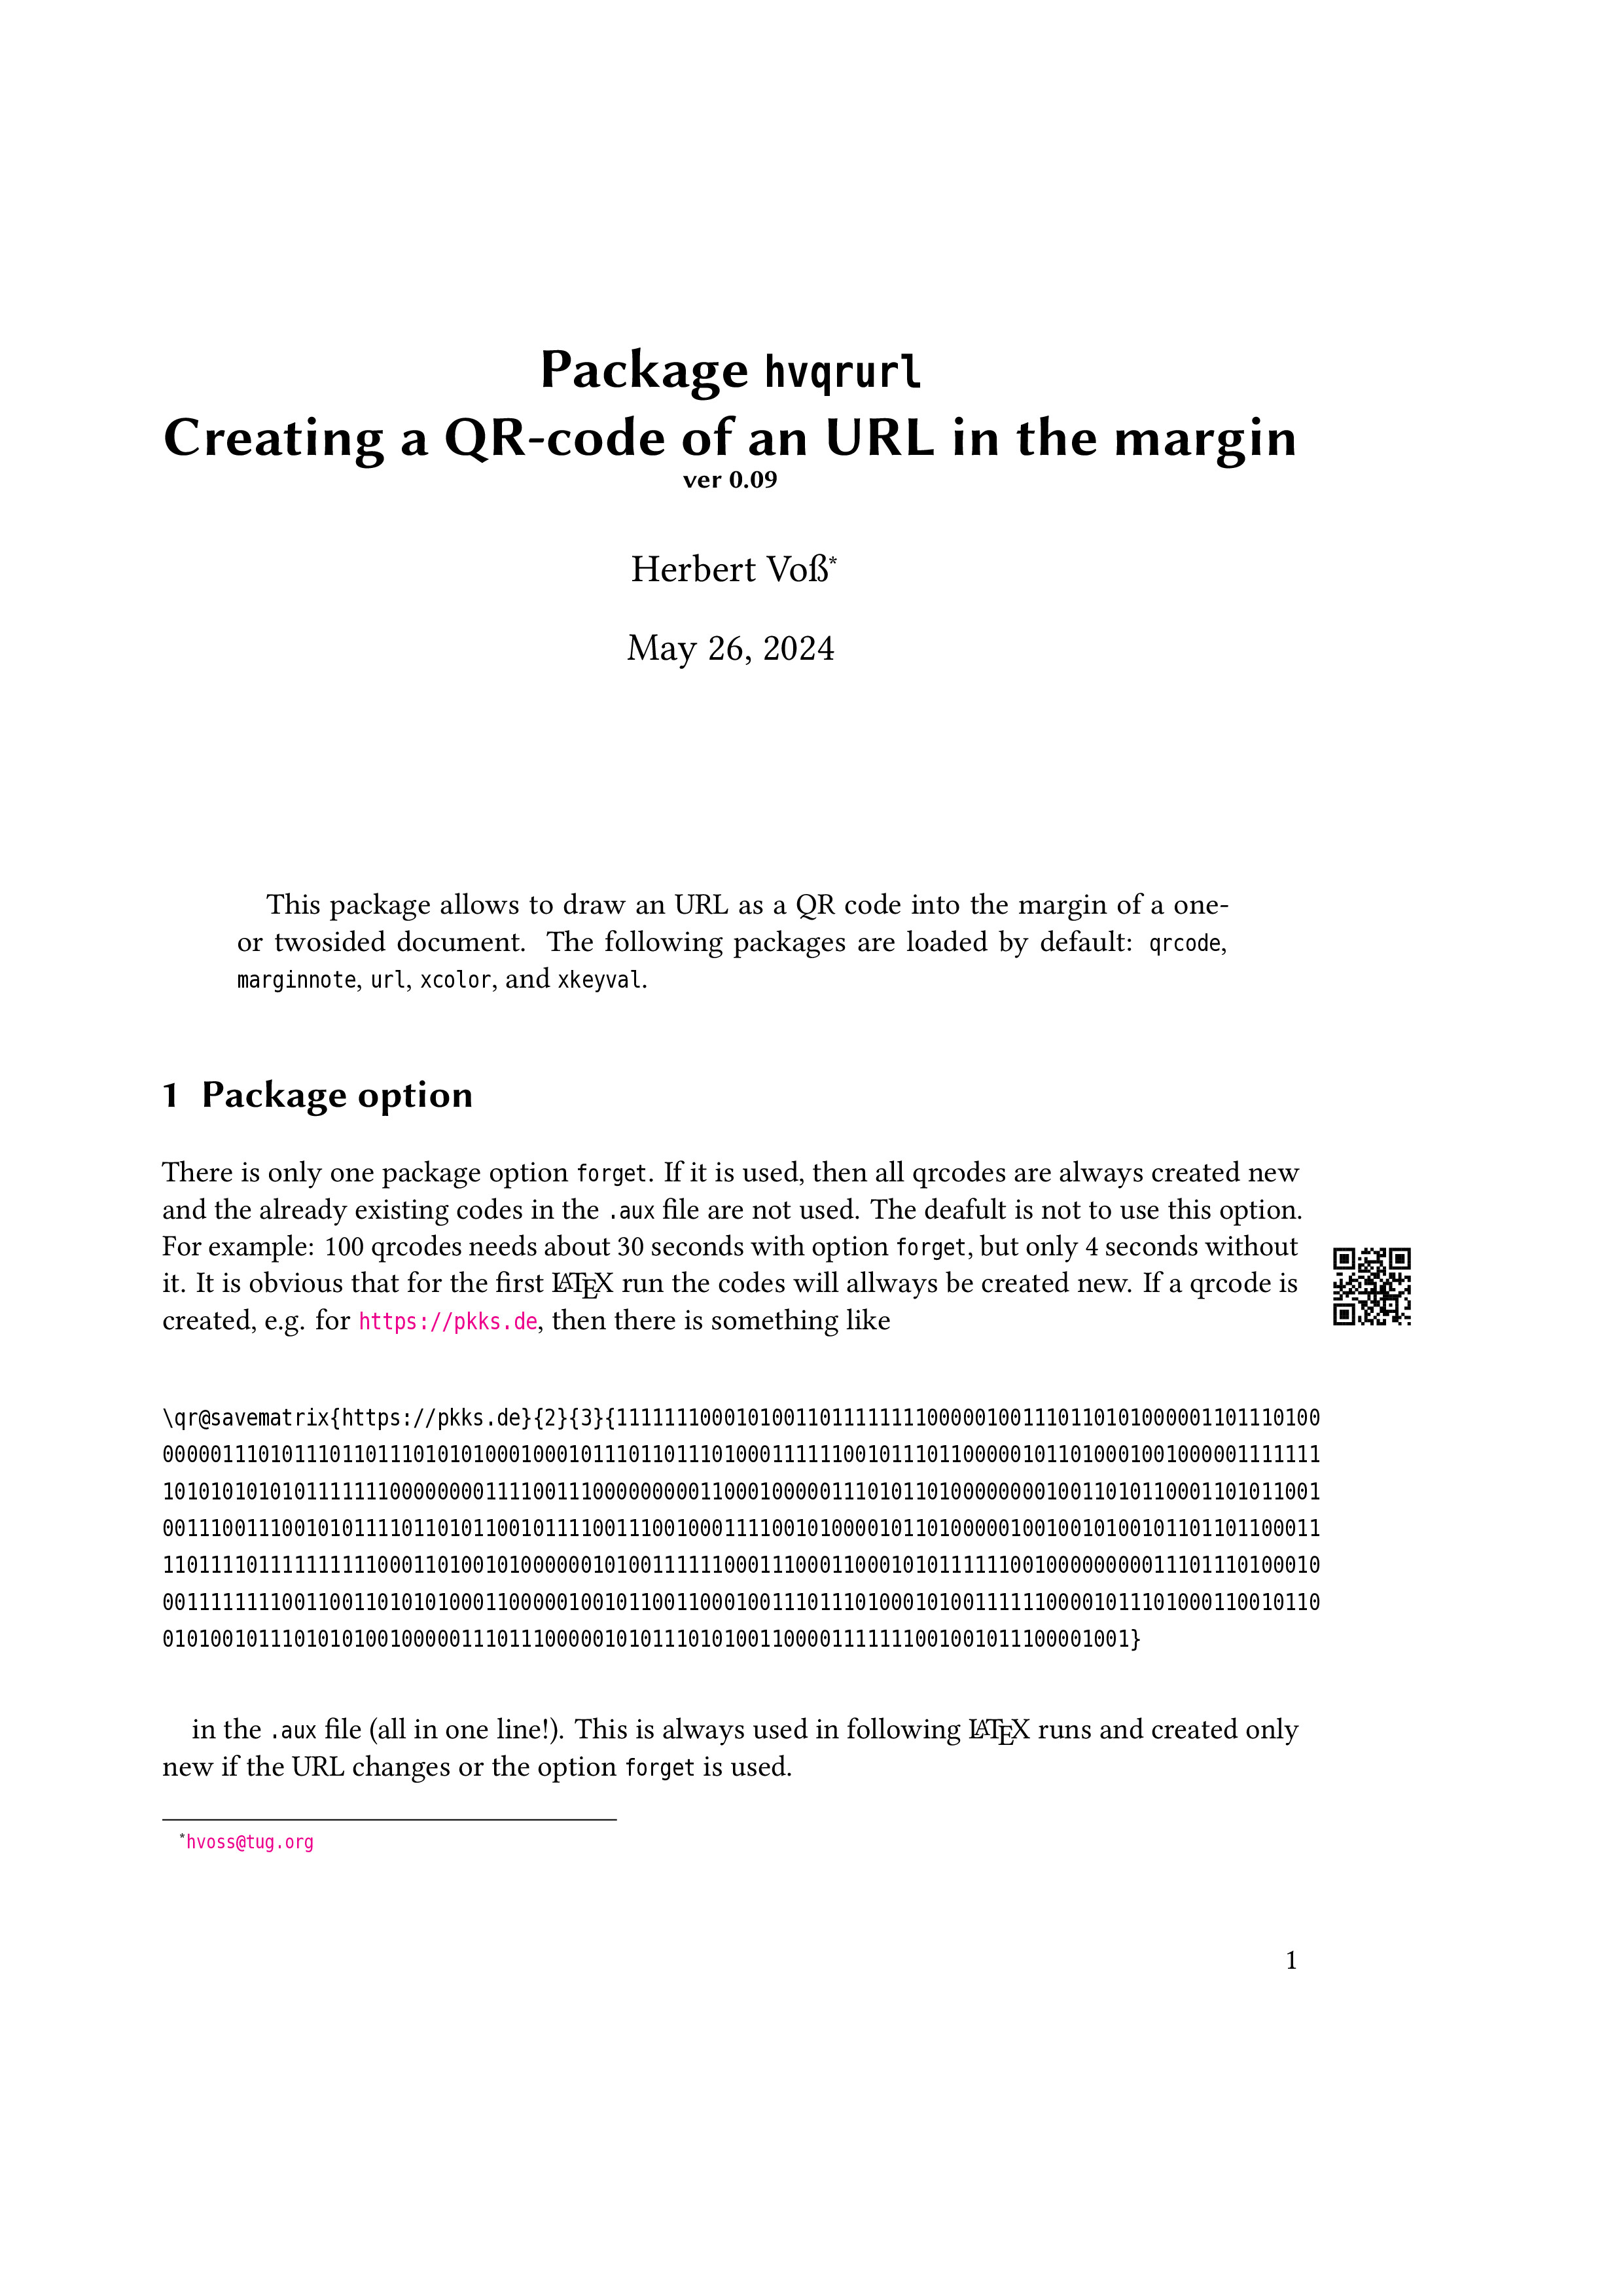 Package hvqrurl
Creating a QR-code of an URL in the margin
ver 0.09
Herbert Voß*
May 26, 2024
This package allows to draw an URL as a QR code into the margin of a one-
or twosided document. The following packages are loaded by default: qrcode,
marginnote, url, xcolor, and xkeyval.
1 Package option
There is only one package option forget. If it is used, then all qrcodes are always created new
and the already existing codes in the .aux file are not used. The deafult is not to use this option.
For example: 100 qrcodes needs about 30 seconds with option forget, but only 4 seconds without
it. It is obvious that for the first LATEX run the codes will allways be created new. If a qrcode is
created, e.g. for https://pkks.de, then there is something like
\qr@savematrix{https://pkks.de}{2}{3}{
in the .aux file (all in one line!). This is always used in following LATEX runs and created only
new if the URL changes or the option forget is used.
*hvoss@tug.org
1